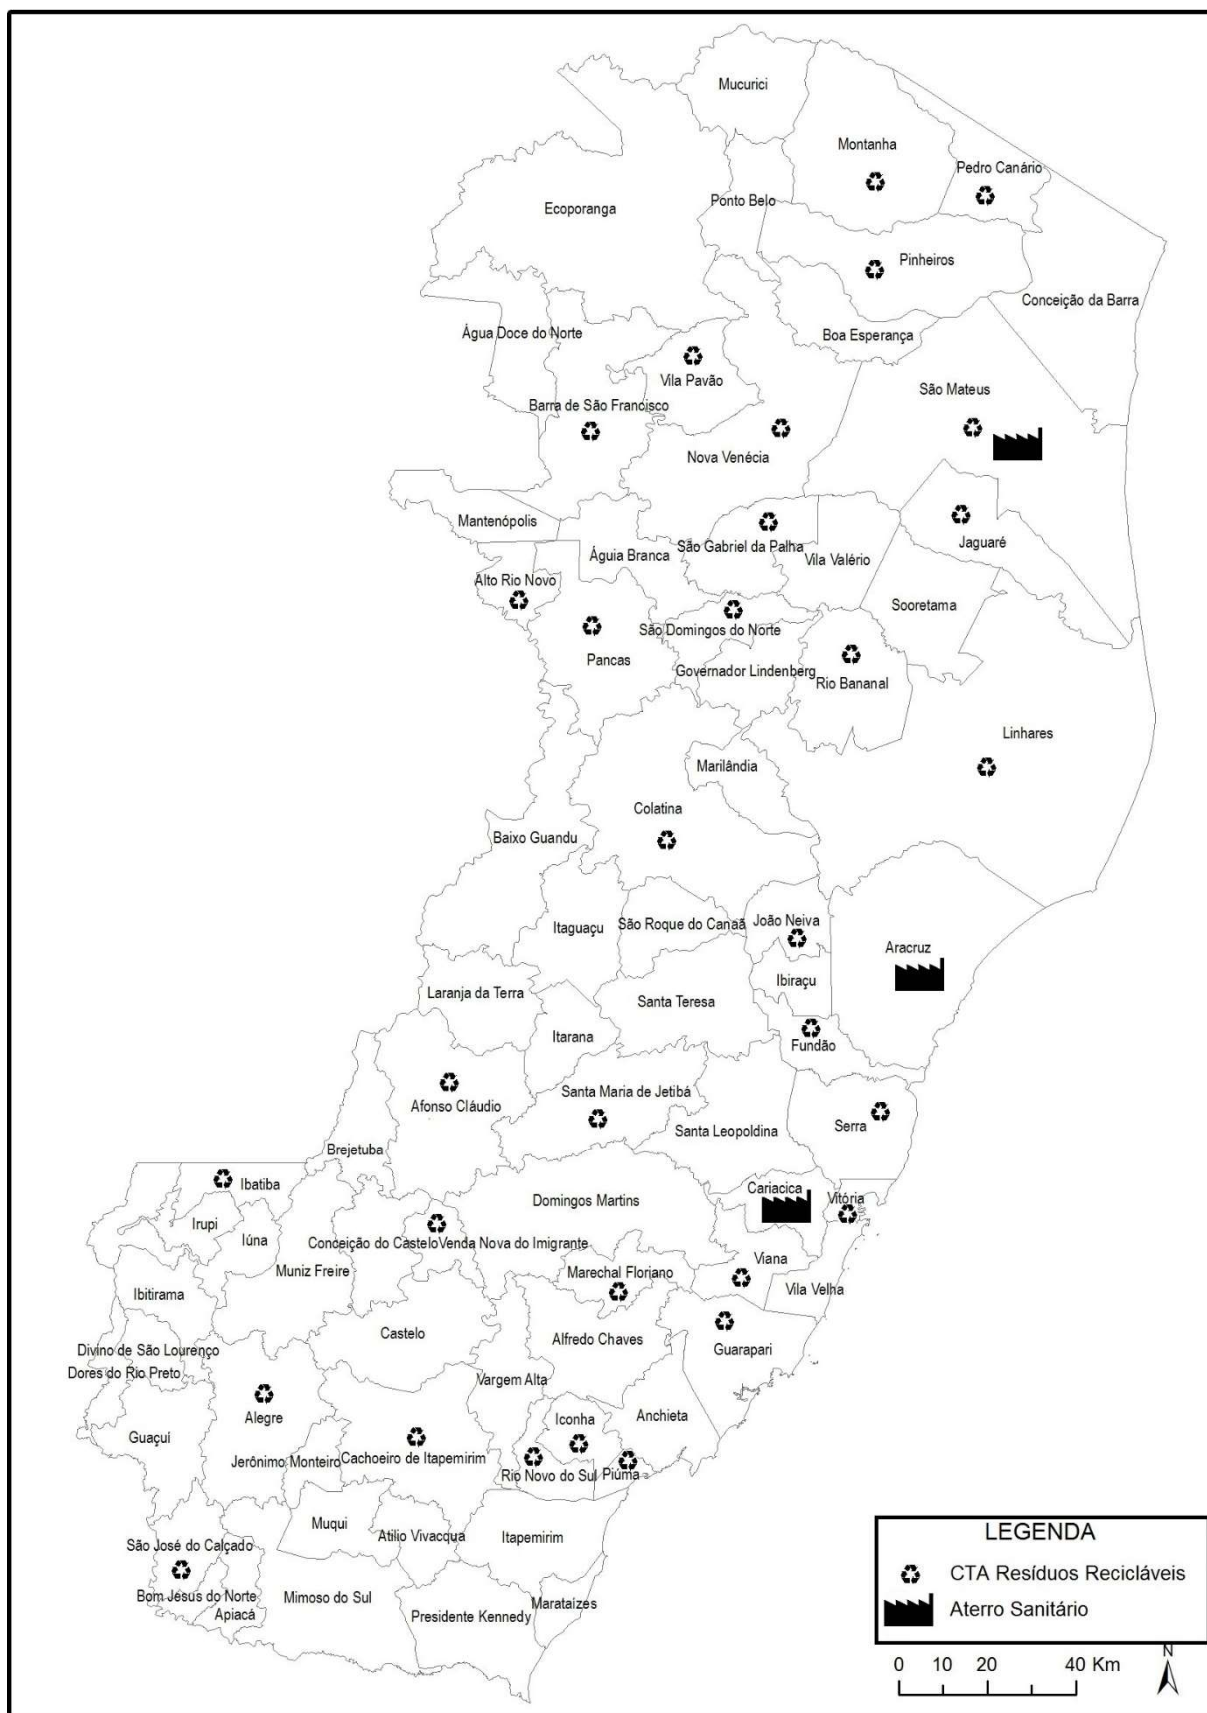 Mucurici
Montanha
Pedro Canário
Ponto Belo
Ecoporanga
Pinheiros
Conceição da Barra
Água Doce do Norte
Boa Esperança
Vila Pavão
São Mateus
Barra de São Francisco
Nova Venécia
Mantenópolis
Jaguaré
São Gabriel da Palha
Águia Branca
Vila Valério
Alto Rio Novo
Sooretama
São Domingos do Norte
Pancas
Governador Lindenberg
Rio Bananal
Linhares
Marilândia
Colatina
Baixo Guandu
João Neiva
São Roque do Canaã
Itaguaçu
Aracruz
Ibiraçu
Laranja da Terra
Santa Teresa
Itarana
Fundão
Santa Maria de Jetibá
Afonso Cláudio
Serra
Santa Leopoldina
Brejetuba
Ibatiba
Cariacica
Domingos Martins
Vitória
Irupi
Iúna
Conceição do Castelo
Venda Nova do Imigrante
Viana
Muniz Freire
Marechal Floriano
Vila Velha
Ibitirama
Castelo
Alfredo Chaves
Guarapari
Divino de São Lourenço
Dores do Rio Preto
Vargem Alta
Alegre
Iconha
Anchieta
Guaçuí
Jerônimo Monteiro
Cachoeiro de Itapemirim
Rio Novo do Sul
Piúma
Muqui
Atilio Vivacqua
Itapemirim
São José do Calçado
Bom Jesus do Norte
Mimoso do Sul
Marataizes
Apiacá
Presidente Kennedy
LEGENDA
CTA Resíduos Recicláveis
Aterro Sanitário
N
0 10 20 40 Km